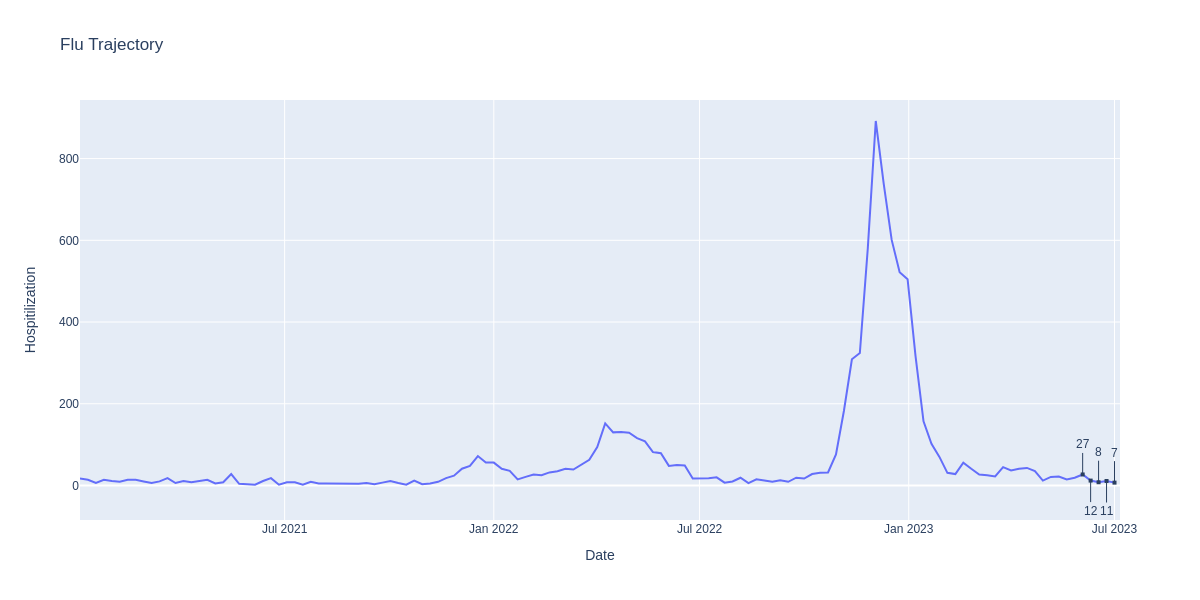 Flu Trajectory
Hospitilization
800
600
400
200
0
27
8
7
12
11
Jul 2021
Jan 2022
Jul 2022
Jan 2023
Jul 2023
Date